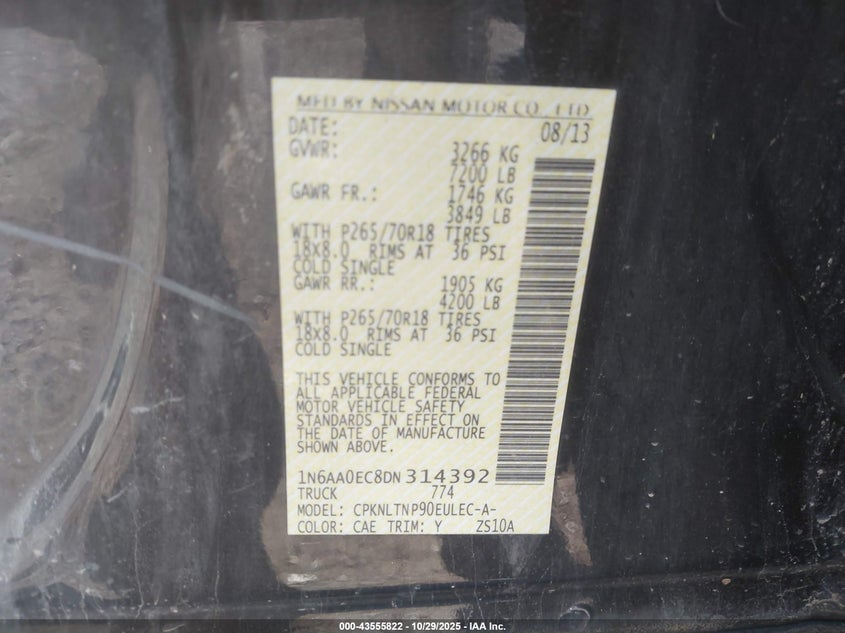 MFD BY NISSAN MOTOR CO., LTD
DATE: 08/13
GVWR: 3266 KG
7200 LB
GAWR FR.: 1746 KG
3849 LB
WITH P265/70R18 TIRES
18X8.0 RIMS AT 36 PSI
COLD SINGLE
GAWR RR.: 1905 KG
4200 LB
WITH P265/70R18 TIRES
18X8.0 RIMS AT 36 PSI
COLD SINGLE
THIS VEHICLE CONFORMS TO
ALL APPLICABLE FEDERAL
MOTOR VEHICLE SAFETY
STANDARDS IN EFFECT ON
THE DATE OF MANUFACTURE
SHOWN ABOVE.
1N6AA0EC8DN314392
TRUCK 774
MODEL: CPKNLTNP90EULEC-A-
COLOR: CAE TRIM: Y ZS10A
000-43555822 - 10/29/2025 - IAA Inc.